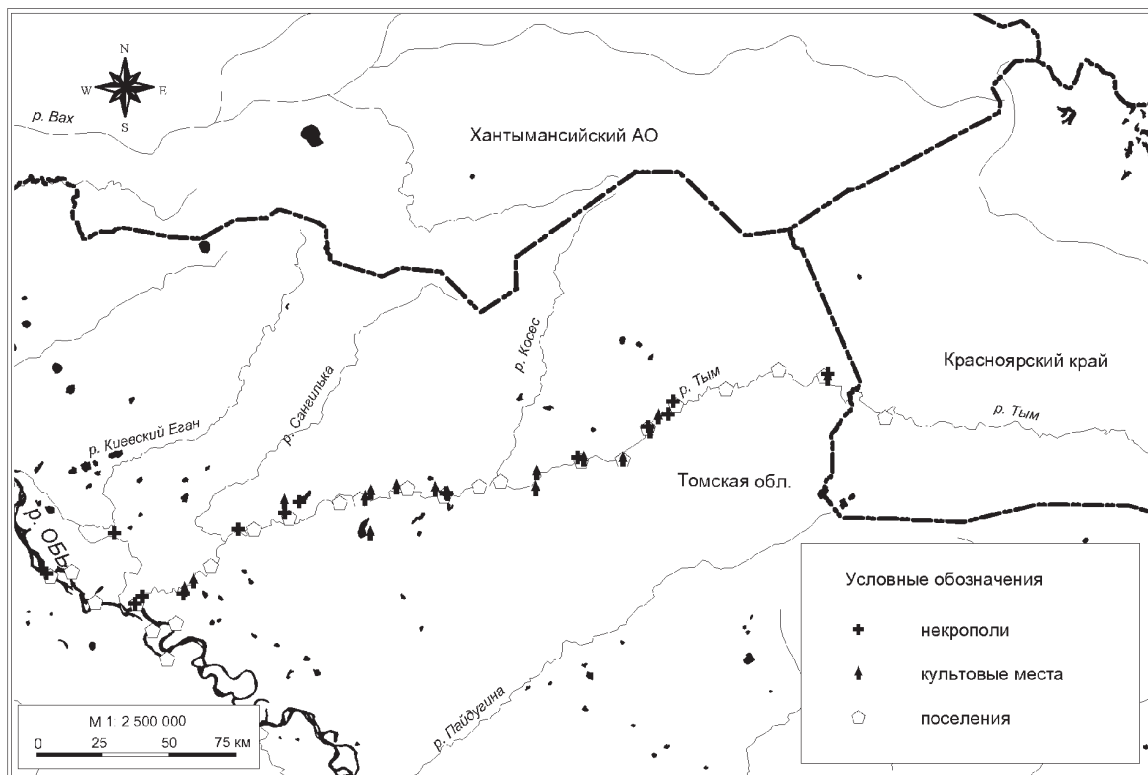 N
W E
S
р. Вах
Хантымансийский АО
р. Косес
р. Сангилька
р. Киевский Еган
р. Тым
Красноярский край
р. Тым
Томская обл.
р. ОБЬ
р. Пайдугина
Условные обозначения
некрополи
культовые места
поселения
М 1: 2 500 000
0 25 50 75 км